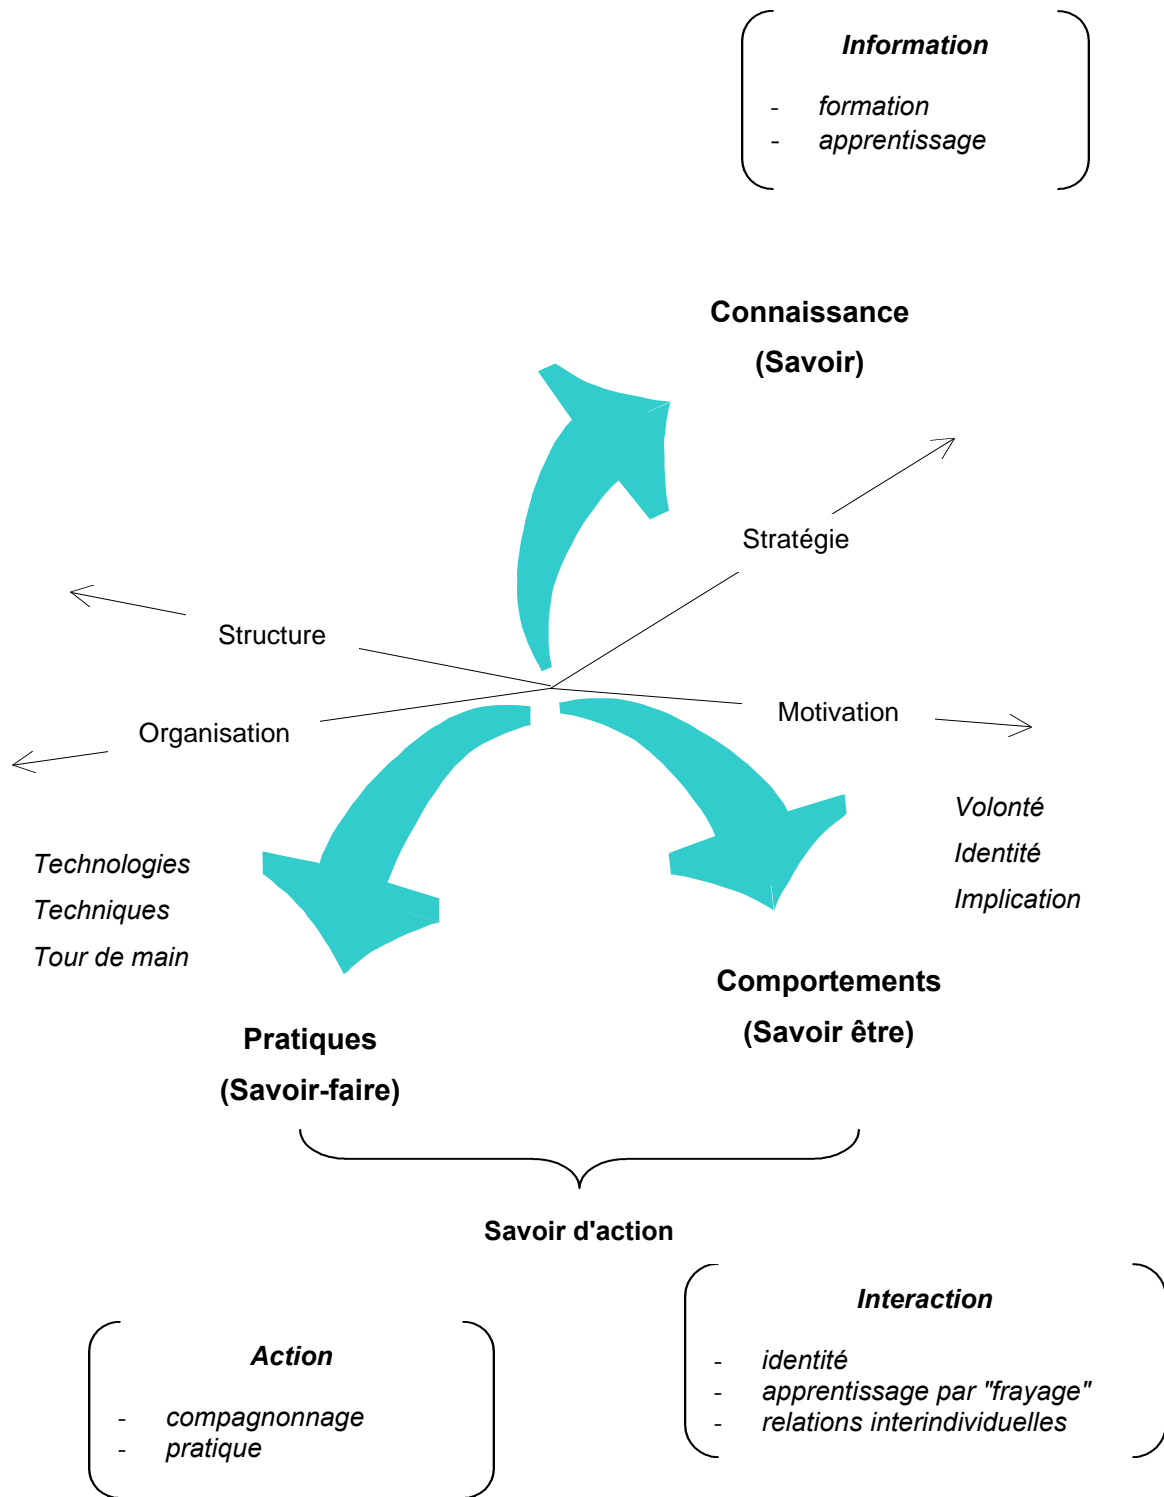 Information
- formation
- apprentissage
Connaissance
(Savoir)
Stratégie
Structure
Motivation
Organisation
Volonté
Identité
Implication
Technologies
Techniques
Tour de main
Comportements
(Savoir être)
Pratiques
(Savoir-faire)
Savoir d'action
Interaction
- identité
- apprentissage par "frayage"
- relations interindividuelles
Action
- compagnonnage
- pratique